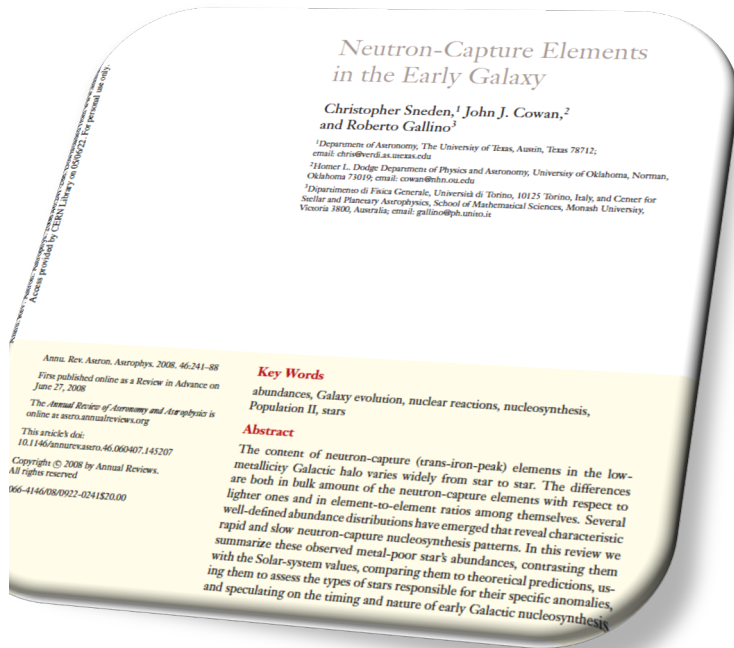 Neutron-Capture Elements
in the Early Galaxy
Christopher Sneden,¹ John J. Cowan,²
and Roberto Gallino³
¹Department of Astronomy, The University of Texas, Austin, Texas 78712;
email: chris@verdi.as.utexas.edu
²Homer L. Dodge Department of Physics and Astronomy, University of Oklahoma, Norman,
Oklahoma 73019; email: cowan@nhn.ou.edu
³Dipartimento di Fisica Generale, Università di Torino, 10125 Torino, Italy, and Center for
Stellar and Planetary Astrophysics, School of Mathematical Sciences, Monash University,
Victoria 3800, Australia; email: gallino@ph.unito.it
Access provided by CERN Library on 05/06/22. For personal use only.
Annu. Rev. Astron. Astrophys. 2008. 46:241–88
First published online as a Review in Advance on
June 27, 2008
The Annual Review of Astronomy and Astrophysics is
online at astro.annualreviews.org
This article's doi:
10.1146/annurev.astro.46.060407.145207
Copyright © 2008 by Annual Reviews.
All rights reserved
066-4146/08/0922-0241$20.00
Key Words
abundances, Galaxy evolution, nuclear reactions, nucleosynthesis,
Population II, stars
Abstract
The content of neutron-capture (trans-iron-peak) elements in the low-
metallicity Galactic halo varies widely from star to star. The differences
are both in bulk amount of the neutron-capture elements with respect to
lighter ones and in element-to-element ratios among themselves. Several
well-defined abundance distributions have emerged that reveal characteristic
rapid and slow neutron-capture nucleosynthesis patterns. In this review we
summarize these observed metal-poor star's abundances, contrasting them
with the Solar-system values, comparing them to theoretical predictions, us-
ing them to assess the types of stars responsible for their specific anomalies,
and speculating on the timing and nature of early Galactic nucleosynthesis